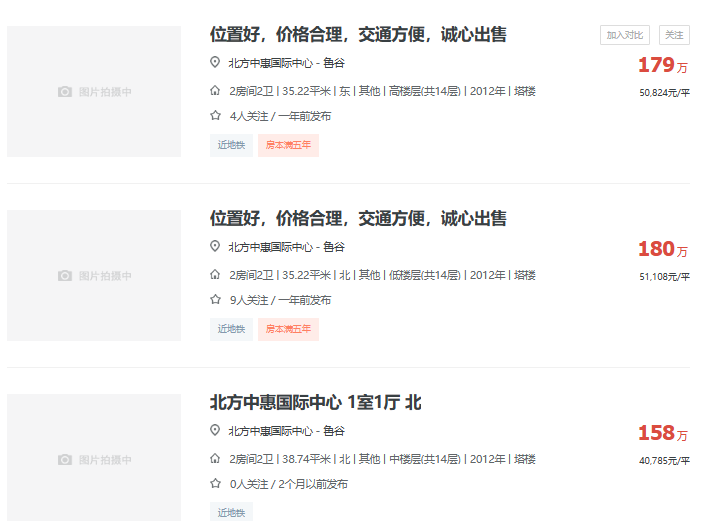 位置好，价格合理，交通方便，诚心出售
加入对比 关注
图片拍摄中
北方中惠国际中心 - 鲁谷
179万
2房间2卫 | 35.22平米 | 东 | 其他 | 高楼层(共14层) | 2012年 | 塔楼
50,824元/平
4人关注 / 一年前发布
近地铁 房本满五年
位置好，价格合理，交通方便，诚心出售
图片拍摄中
北方中惠国际中心 - 鲁谷
180万
2房间2卫 | 35.22平米 | 北 | 其他 | 低楼层(共14层) | 2012年 | 塔楼
51,108元/平
9人关注 / 一年前发布
近地铁 房本满五年
北方中惠国际中心 1室1厅 北
图片拍摄中
北方中惠国际中心 - 鲁谷
158万
2房间2卫 | 38.74平米 | 北 | 其他 | 中楼层(共14层) | 2012年 | 塔楼
40,785元/平
0人关注 / 2个月以前发布
近地铁